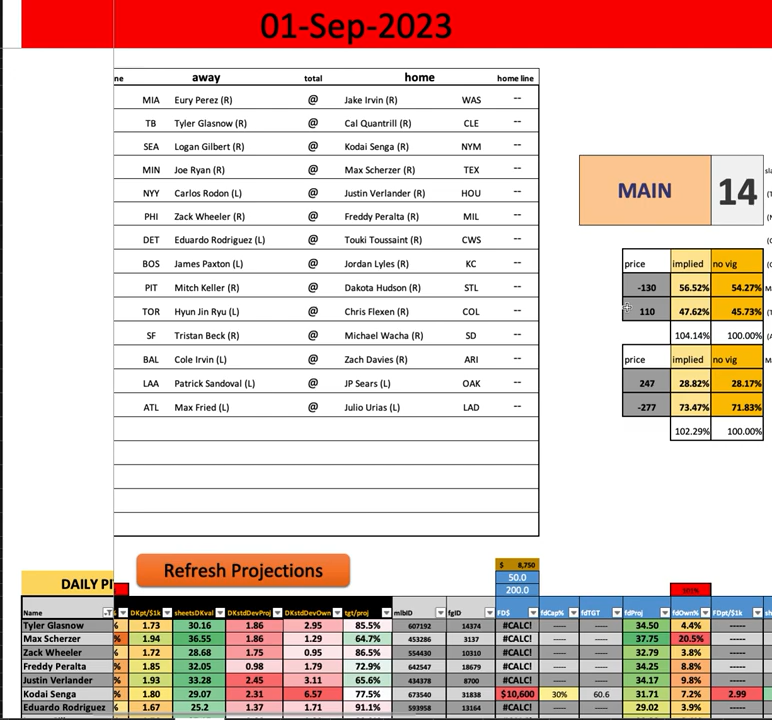 01-Sep-2023
ne away total home home line
MIA Eury Perez (R) @ Jake Irvin (R) WAS --
TB Tyler Glasnow (R) @ Cal Quantrill (R) CLE --
SEA Logan Gilbert (R) @ Kodai Senga (R) NYM --
MIN Joe Ryan (R) @ Max Scherzer (R) TEX --
NYY Carlos Rodon (L) @ Justin Verlander (R) HOU --
PHI Zack Wheeler (R) @ Freddy Peralta (R) MIL --
DET Eduardo Rodriguez (L) @ Touki Toussaint (R) CWS --
BOS James Paxton (L) @ Jordan Lyles (R) KC --
PIT Mitch Keller (R) @ Dakota Hudson (R) STL --
TOR Hyun Jin Ryu (L) @ Chris Flexen (R) COL --
SF Tristan Beck (R) @ Michael Wacha (R) SD --
BAL Cole Irvin (L) @ Zach Davies (R) ARI --
LAA Patrick Sandoval (L) @ JP Sears (L) OAK --
ATL Max Fried (L) @ Julio Urias (L) LAD --
MAIN 14
price implied no vig
-130 56.52% 54.27%
110 47.62% 45.73%
104.14% 100.00%
price implied no vig
247 28.82% 28.17%
-277 73.47% 71.83%
102.29% 100.00%
Refresh Projections
$ 8,750
50.0
200.0
DAILY PI
Name DKpt/$1k sheetsDKval DKstdDevProj DKstdDevOwn tgt/proj mlbID fgID FD$ fdCap% fdTGT fdProj fdOwn% FDpt/$1k sh
Tyler Glasnow % 1.73 30.16 1.86 2.95 85.5% 607192 14374 #CALC! ---- ---- 34.50 4.4% -----
Max Scherzer % 1.94 36.55 1.86 1.29 64.7% 453286 3137 #CALC! ---- ---- 37.75 20.5% -----
Zack Wheeler % 1.72 28.68 1.75 0.95 86.5% 554430 10310 #CALC! ---- ---- 32.79 3.8% -----
Freddy Peralta % 1.85 32.05 0.98 1.79 72.9% 642547 18679 #CALC! ---- ---- 34.25 8.8% -----
Justin Verlander % 1.93 33.28 2.45 3.11 65.6% 434378 8700 #CALC! ---- ---- 34.17 9.8% -----
Kodai Senga % 1.80 29.07 2.31 6.57 77.5% 673540 31838 $10,600 30% 60.6 31.71 7.2% 2.99
Eduardo Rodriguez % 1.67 25.2 1.37 1.71 91.1% 593958 13164 #CALC! ---- ---- 29.02 3.9% -----